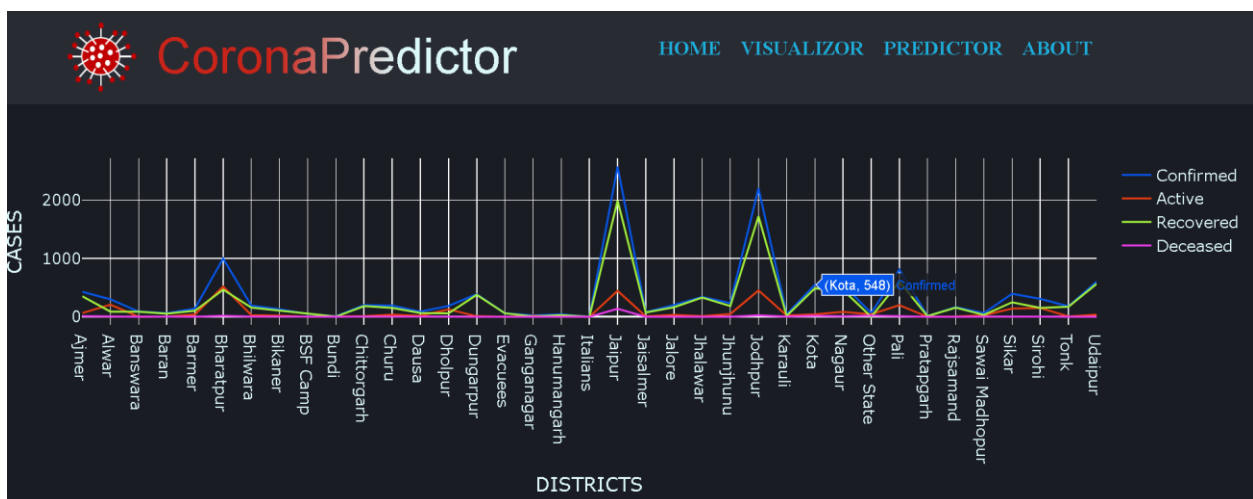 CoronaPredictor
HOME VISUALIZOR PREDICTOR ABOUT
Confirmed
Active
Recovered
Deceased
CASES
2000
1000
0
(Kota, 548) Confirmed
Ajmer
Alwar
Banswara
Baran
Barmer
Bharatpur
Bhilwara
Bikaner
BSF Camp
Bundi
Chittorgarh
Churu
Dausa
Dholpur
Dungarpur
Evacuees
Ganganagar
Hanumangarh
Italians
Jaipur
Jaisalmer
Jalore
Jhalawar
Jhunjhunu
Jodhpur
Karauli
Kota
Nagaur
Other State
Pali
Pratapgarh
Rajsamand
Sawai Madhopur
Sikar
Sirohi
Tonk
Udaipur
DISTRICTS